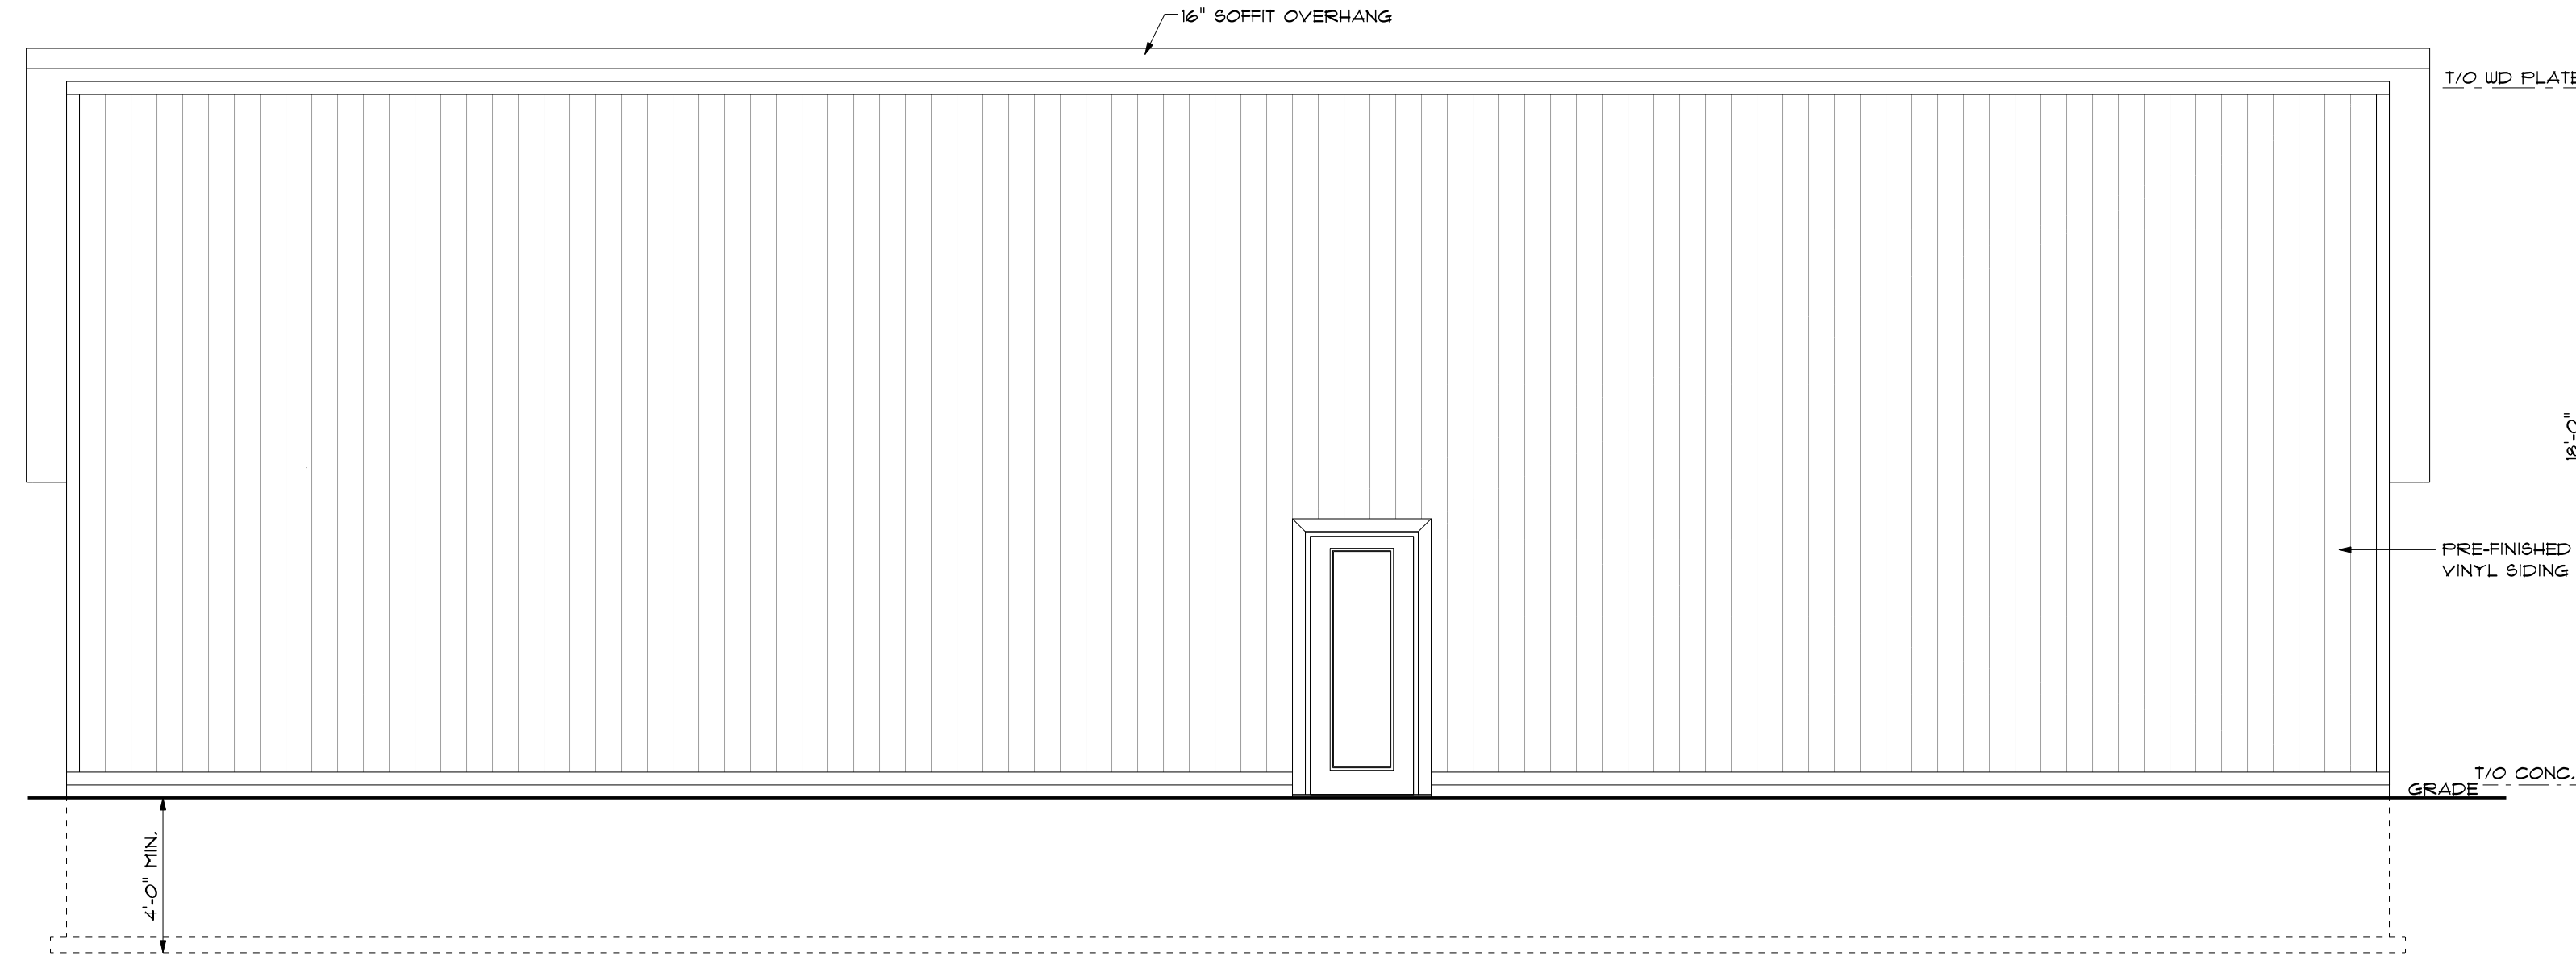 16" SOFFIT OVERHANG
T/O WD PLATE
18'-0"
PRE-FINISHED
VINYL SIDING
T/O CONC.
GRADE
4'-0" MIN.